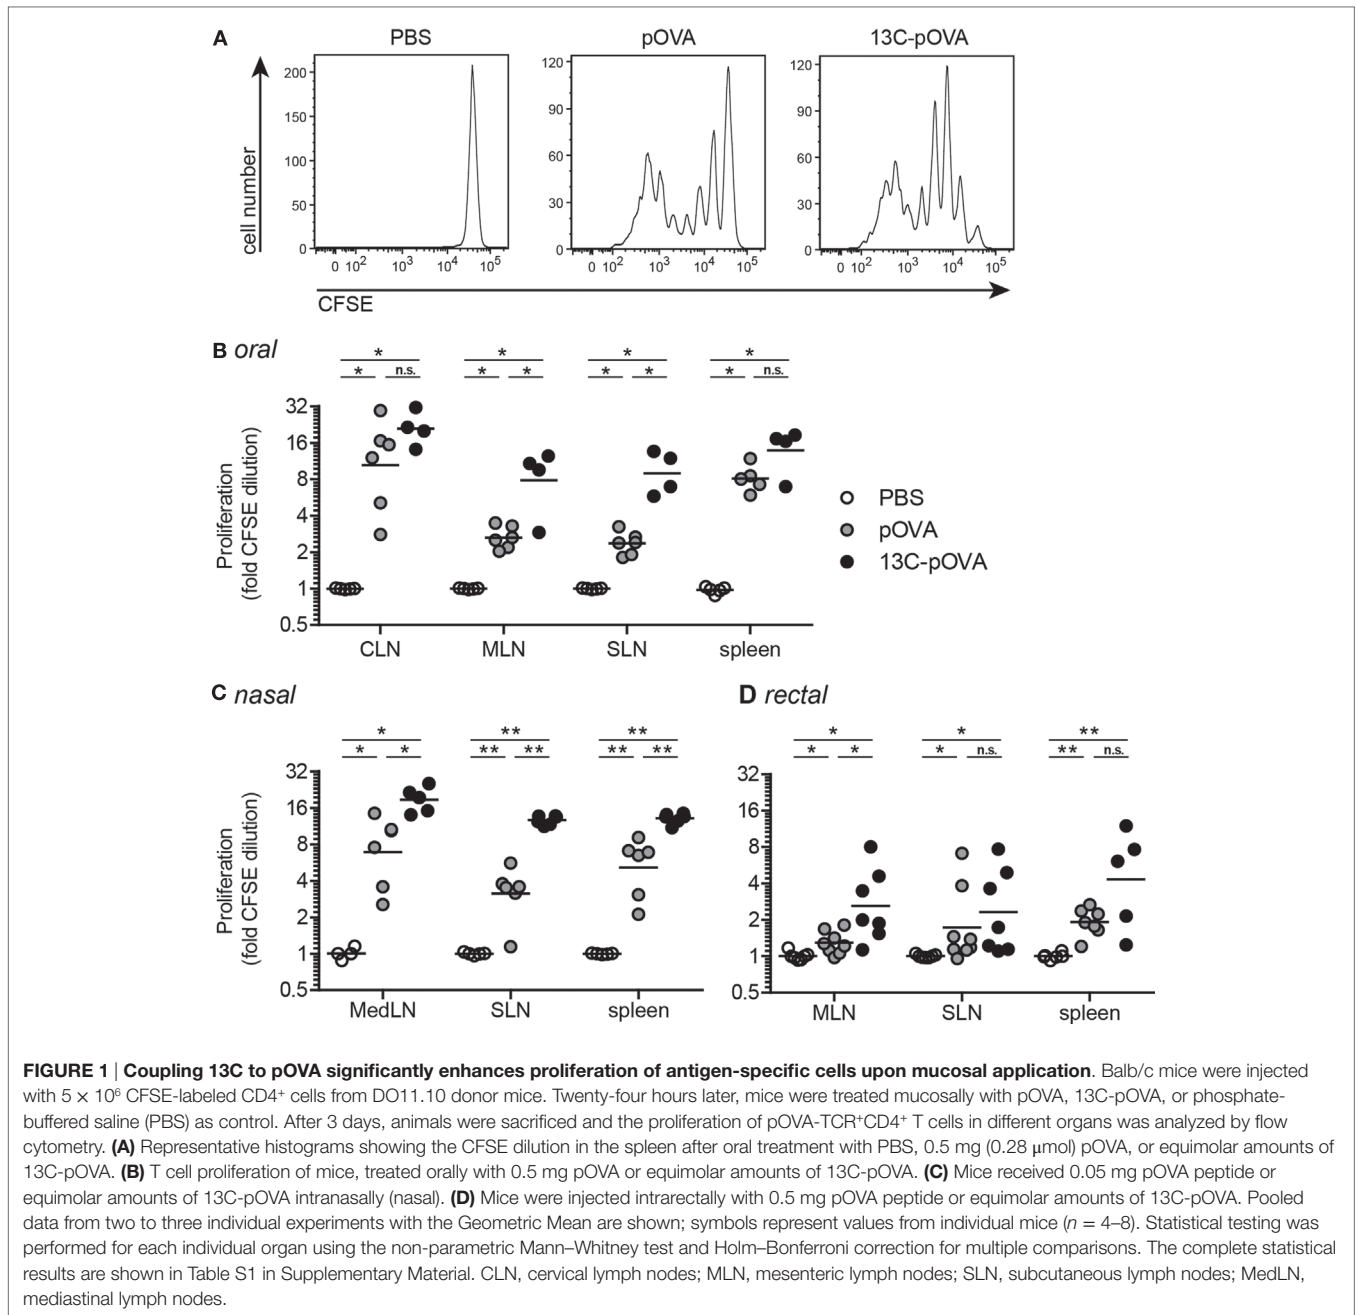 A
PBS
pOVA
13C-pOVA
cell number
200
150
100
50
0
0 10² 10³ 10⁴ 10⁵
120
90
60
30
0
0 10² 10³ 10⁴ 10⁵
120
90
60
30
0
0 10² 10³ 10⁴ 10⁵
CFSE
B oral
* * * *
* n.s. * * * * * n.s.
Proliferation
(fold CFSE dilution)
32
16
8
4
2
1
0.5
CLN MLN SLN spleen
PBS
pOVA
13C-pOVA
C nasal
* ** **
* * ** ** ** **
Proliferation
(fold CFSE dilution)
32
16
8
4
2
1
0.5
MedLN SLN spleen
D rectal
* * **
* * * n.s. ** n.s.
32
16
8
4
2
1
0.5
MLN SLN spleen
FIGURE 1 | Coupling 13C to pOVA significantly enhances proliferation of antigen-specific cells upon mucosal application. Balb/c mice were injected
with 5 × 10⁶ CFSE-labeled CD4⁺ cells from DO11.10 donor mice. Twenty-four hours later, mice were treated mucosally with pOVA, 13C-pOVA, or phosphate-
buffered saline (PBS) as control. After 3 days, animals were sacrificed and the proliferation of pOVA-TCR⁺CD4⁺ T cells in different organs was analyzed by flow
cytometry. (A) Representative histograms showing the CFSE dilution in the spleen after oral treatment with PBS, 0.5 mg (0.28 μmol) pOVA, or equimolar amounts of
13C-pOVA. (B) T cell proliferation of mice, treated orally with 0.5 mg pOVA or equimolar amounts of 13C-pOVA. (C) Mice received 0.05 mg pOVA peptide or
equimolar amounts of 13C-pOVA intranasally (nasal). (D) Mice were injected intrarectally with 0.5 mg pOVA peptide or equimolar amounts of 13C-pOVA. Pooled
data from two to three individual experiments with the Geometric Mean are shown; symbols represent values from individual mice (n = 4–8). Statistical testing was
performed for each individual organ using the non-parametric Mann–Whitney test and Holm–Bonferroni correction for multiple comparisons. The complete statistical
results are shown in Table S1 in Supplementary Material. CLN, cervical lymph nodes; MLN, mesenteric lymph nodes; SLN, subcutaneous lymph nodes; MedLN,
mediastinal lymph nodes.